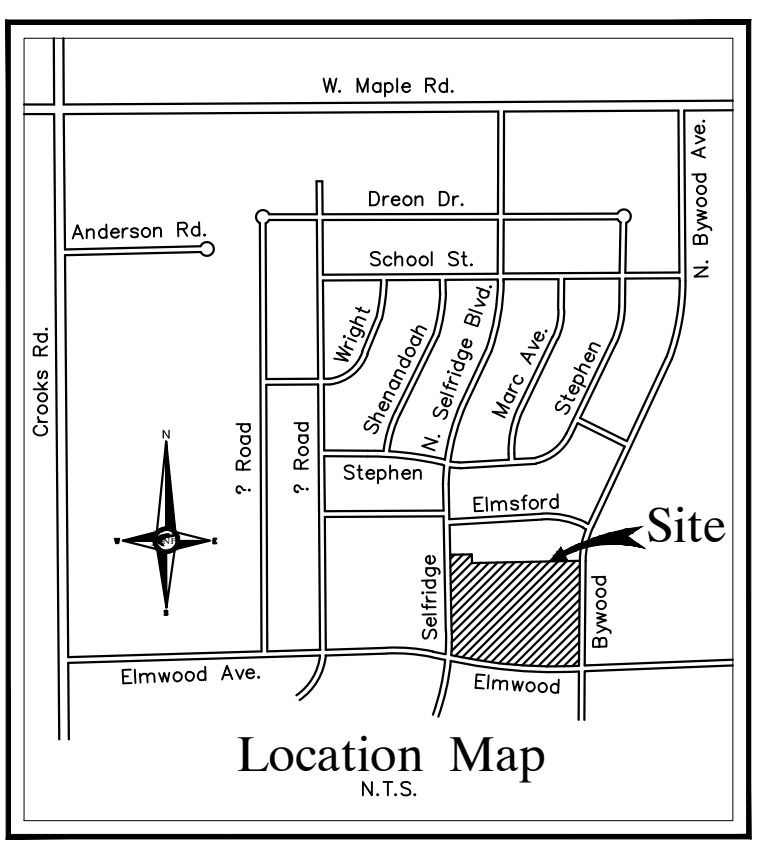 W. Maple Rd.
N. Bywood Ave.
Dreon Dr.
Anderson Rd.
School St.
Wright
Shenandoah
N. Selfridge Blvd.
Marc Ave.
Stephen
Crooks Rd.
? Road
? Road
N
W
E
S
Stephen
Elmsford
Site
Selfridge
Bywood
Elmwood Ave.
Elmwood
Location Map
N.T.S.